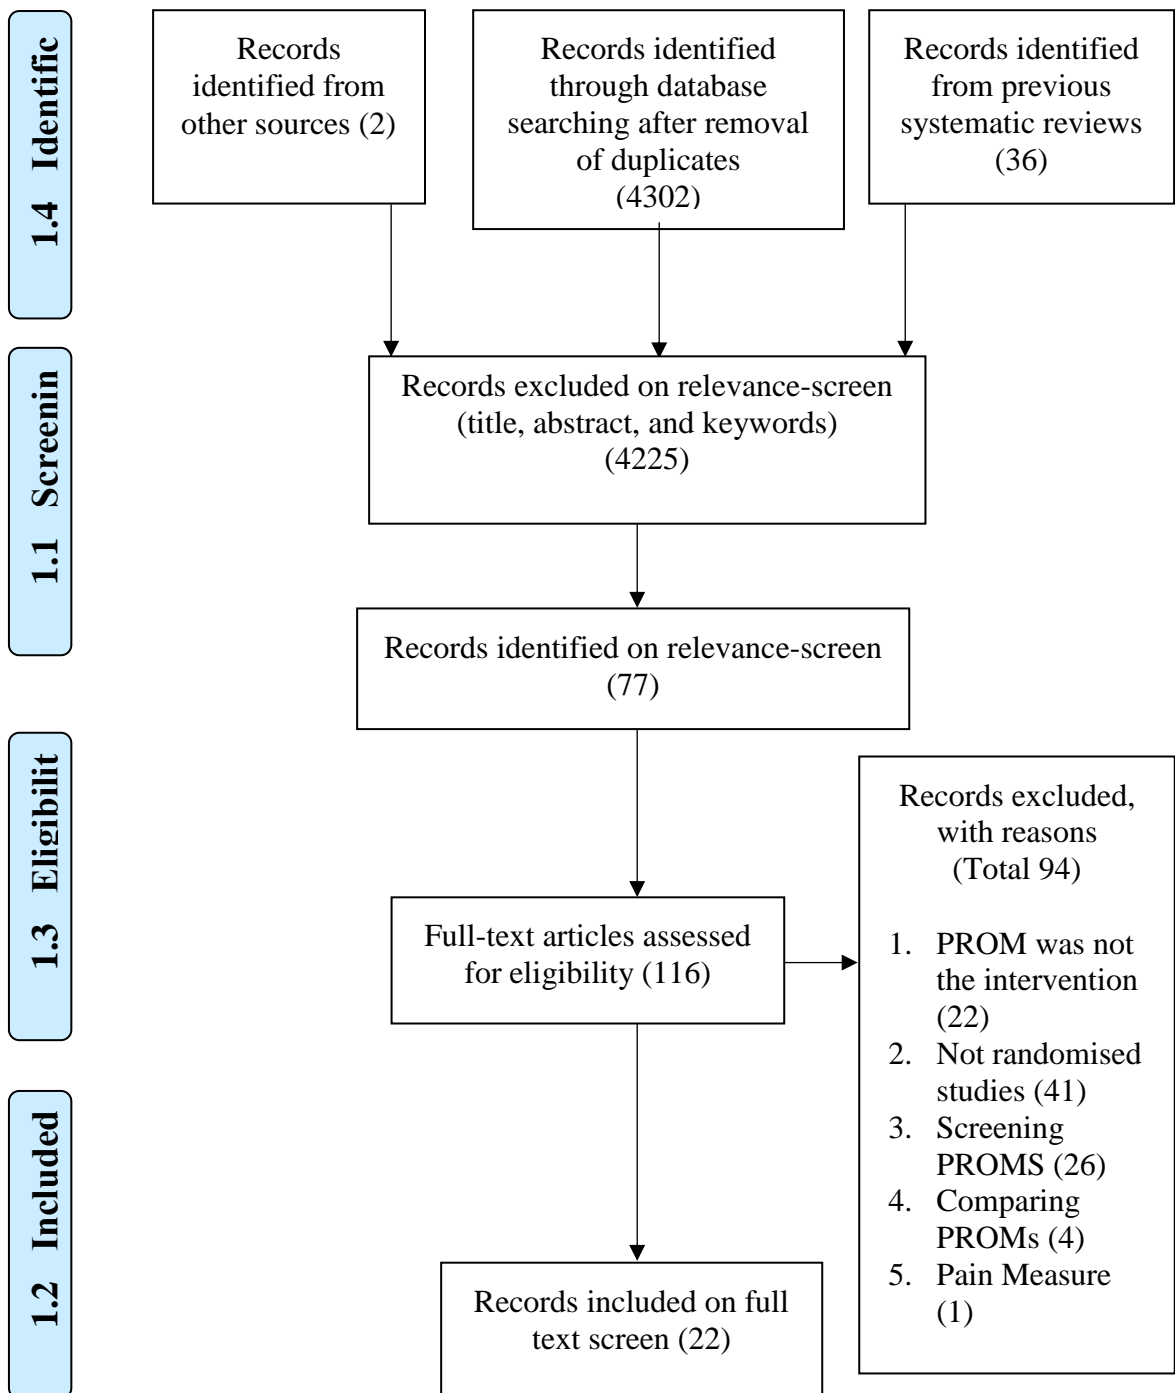 1.4 Identific
Records
identified from
other sources (2)
Records identified
through database
searching after removal
of duplicates
(4302)
Records identified
from previous
systematic reviews
(36)
1.1 Screenin
Records excluded on relevance-screen
(title, abstract, and keywords)
(4225)
Records identified on relevance-screen
(77)
1.3 Eligibilit
Full-text articles assessed
for eligibility (116)
Records excluded,
with reasons
(Total 94)
1. PROM was not
the intervention
(22)
2. Not randomised
studies (41)
3. Screening
PROMS (26)
4. Comparing
PROMs (4)
5. Pain Measure
(1)
1.2 Included
Records included on full
text screen (22)